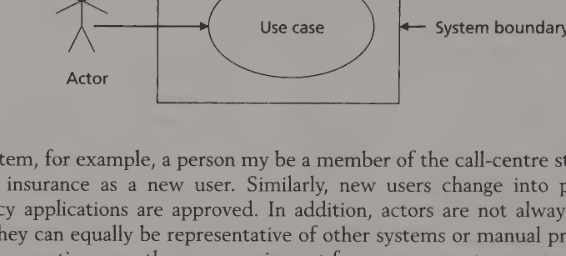 Use case
System boundary
Actor
tem, for example, a person my be a member of the call-centre st
insurance as a new user. Similarly, new users change into p
cy applications are approved. In addition, actors are not alway
hey can equally be representative of other systems or manual pr